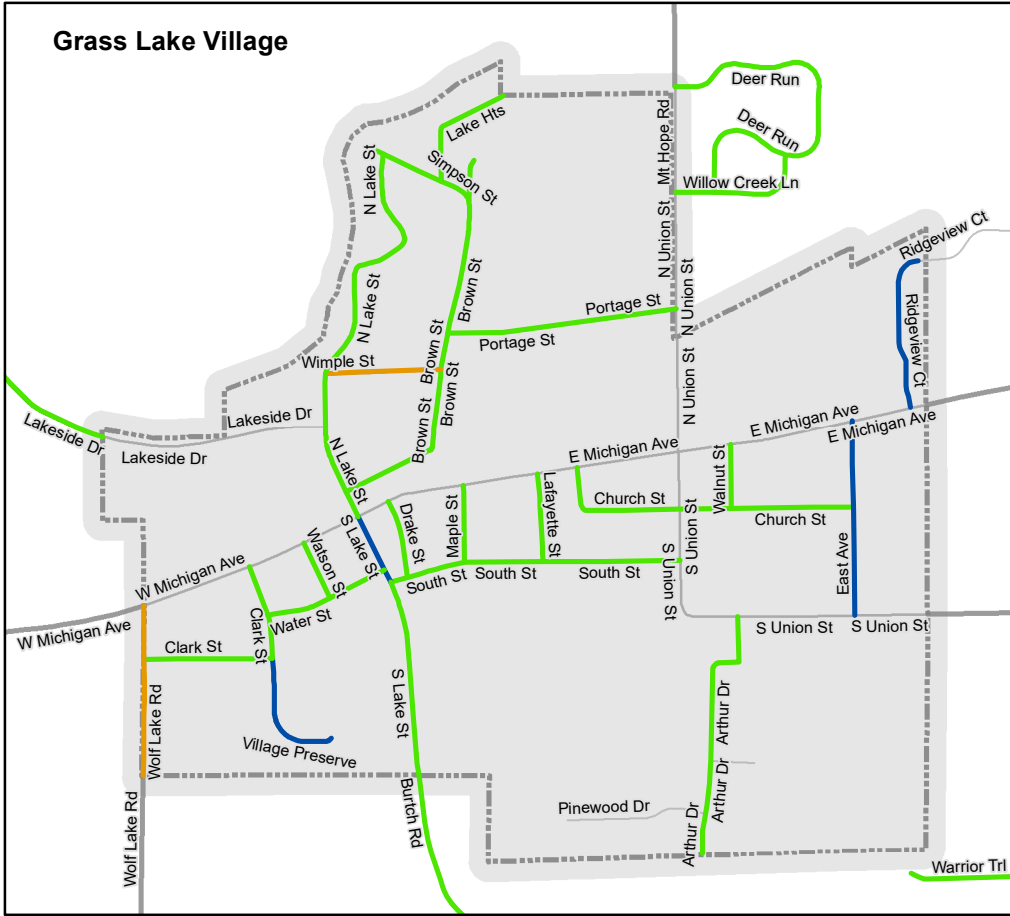 Grass Lake Village
Deer Run
Lake Hts
Mt Hope Rd
Deer Run
N Lake St
Simpson St
Willow Creek Ln
N Union St
Ridgeview Ct
Brown St
N Union St
Portage St
N Lake St
Ridgeview Ct
Portage St
Wimple St
Brown St
Brown St
N Union St
Lakeside Dr
Lakeside Dr
E Michigan Ave
E Michigan Ave
Brown St
Lakeside Dr
E Michigan Ave
N Lake St
Walnut St
Lafayette St
Church St
Maple St
Drake St
Church St
S Lake St
S Union St
Watson St
W Michigan Ave
South St
South St
South St
S Union St
East Ave
Water St
W Michigan Ave
Clark St
Clark St
S Union St
S Union St
S Lake St
Arthur Dr
Wolf Lake Rd
Village Preserve
Arthur Dr
Burtch Rd
Pinewood Dr
Wolf Lake Rd
Arthur Dr
Warrior Trl